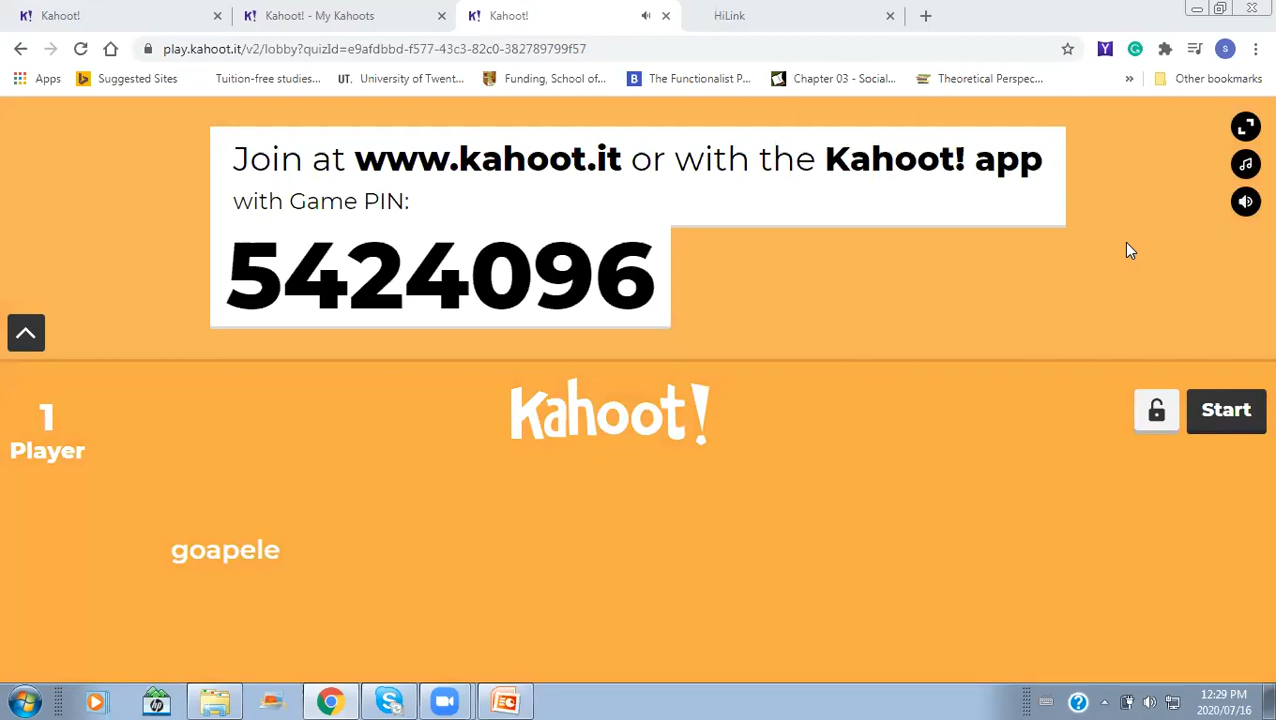 Kahoot!
Kahoot! - My Kahoots
Kahoot!
HiLink
play.kahoot.it/v2/lobby?quizId=e9afdbbd-f577-43c3-82c0-382789799f57
S
Apps
Suggested Sites
Tuition-free studies...
UT. University of Twent...
Funding, School of...
B The Functionalist P...
Chapter 03 - Social...
Theoretical Perspec...
»
Other bookmarks
Join at www.kahoot.it or with the Kahoot! app
with Game PIN:
5424096
Kahoot!
1
Player
Start
goapele
12:29 PM
2020/07/16